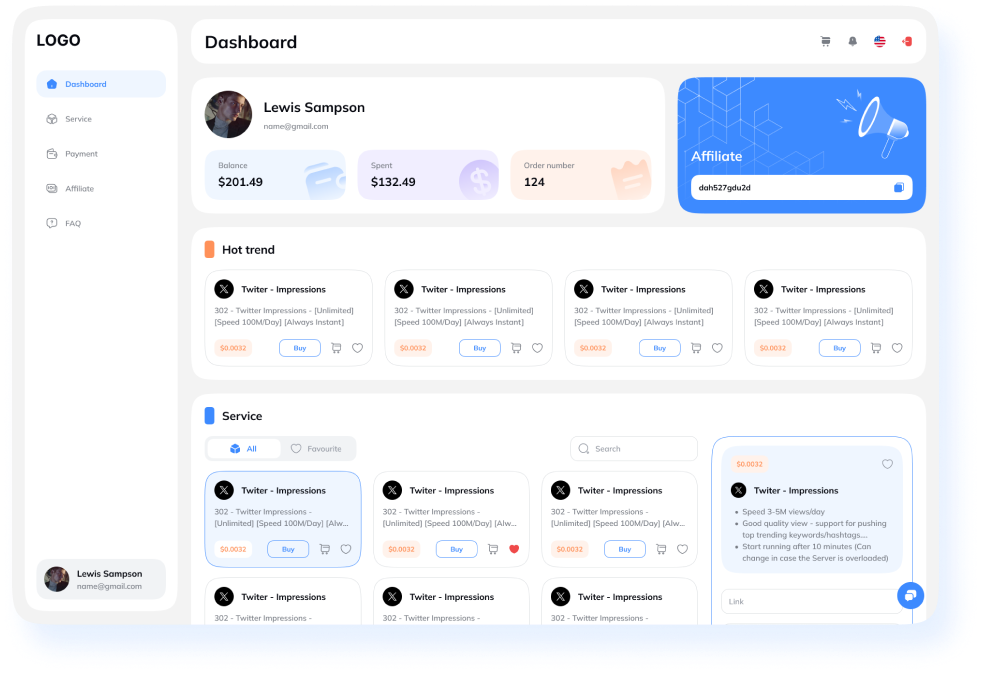 LOGO
Dashboard
Service
Payment
Affiliate
FAQ
Lewis Sampson
name@gmail.com
Dashboard
Lewis Sampson
name@gmail.com
Balance
$201.49
Spent
$132.49
Order number
124
Affiliate
dah527gdu2d
Hot trend
Twiter - Impressions
302 - Twitter Impressions - [Unlimited]
[Speed 100M/Day] [Always Instant]
$0.0032
Buy
Twiter - Impressions
302 - Twitter Impressions - [Unlimited]
[Speed 100M/Day] [Always Instant]
$0.0032
Buy
Twiter - Impressions
302 - Twitter Impressions - [Unlimited]
[Speed 100M/Day] [Always Instant]
$0.0032
Buy
Twiter - Impressions
302 - Twitter Impressions - [Unlimited]
[Speed 100M/Day] [Always Instant]
$0.0032
Buy
Service
All
Favourite
Search
Twiter - Impressions
302 - Twitter Impressions -
[Unlimited] [Speed 100M/Day] [Alw...
$0.0032
Buy
Twiter - Impressions
302 - Twitter Impressions -
[Unlimited] [Speed 100M/Day] [Alw...
$0.0032
Buy
Twiter - Impressions
302 - Twitter Impressions -
[Unlimited] [Speed 100M/Day] [Alw...
$0.0032
Buy
Twiter - Impressions
302 - Twitter Impressions -
Twiter - Impressions
302 - Twitter Impressions -
Twiter - Impressions
302 - Twitter Impressions -
$0.0032
Twiter - Impressions
• Speed 3-5M views/day
• Good quality view - support for pushing
top trending keywords/hashtags....
• Start running after 10 minutes (Can
change in case the Server is overloaded)
Link